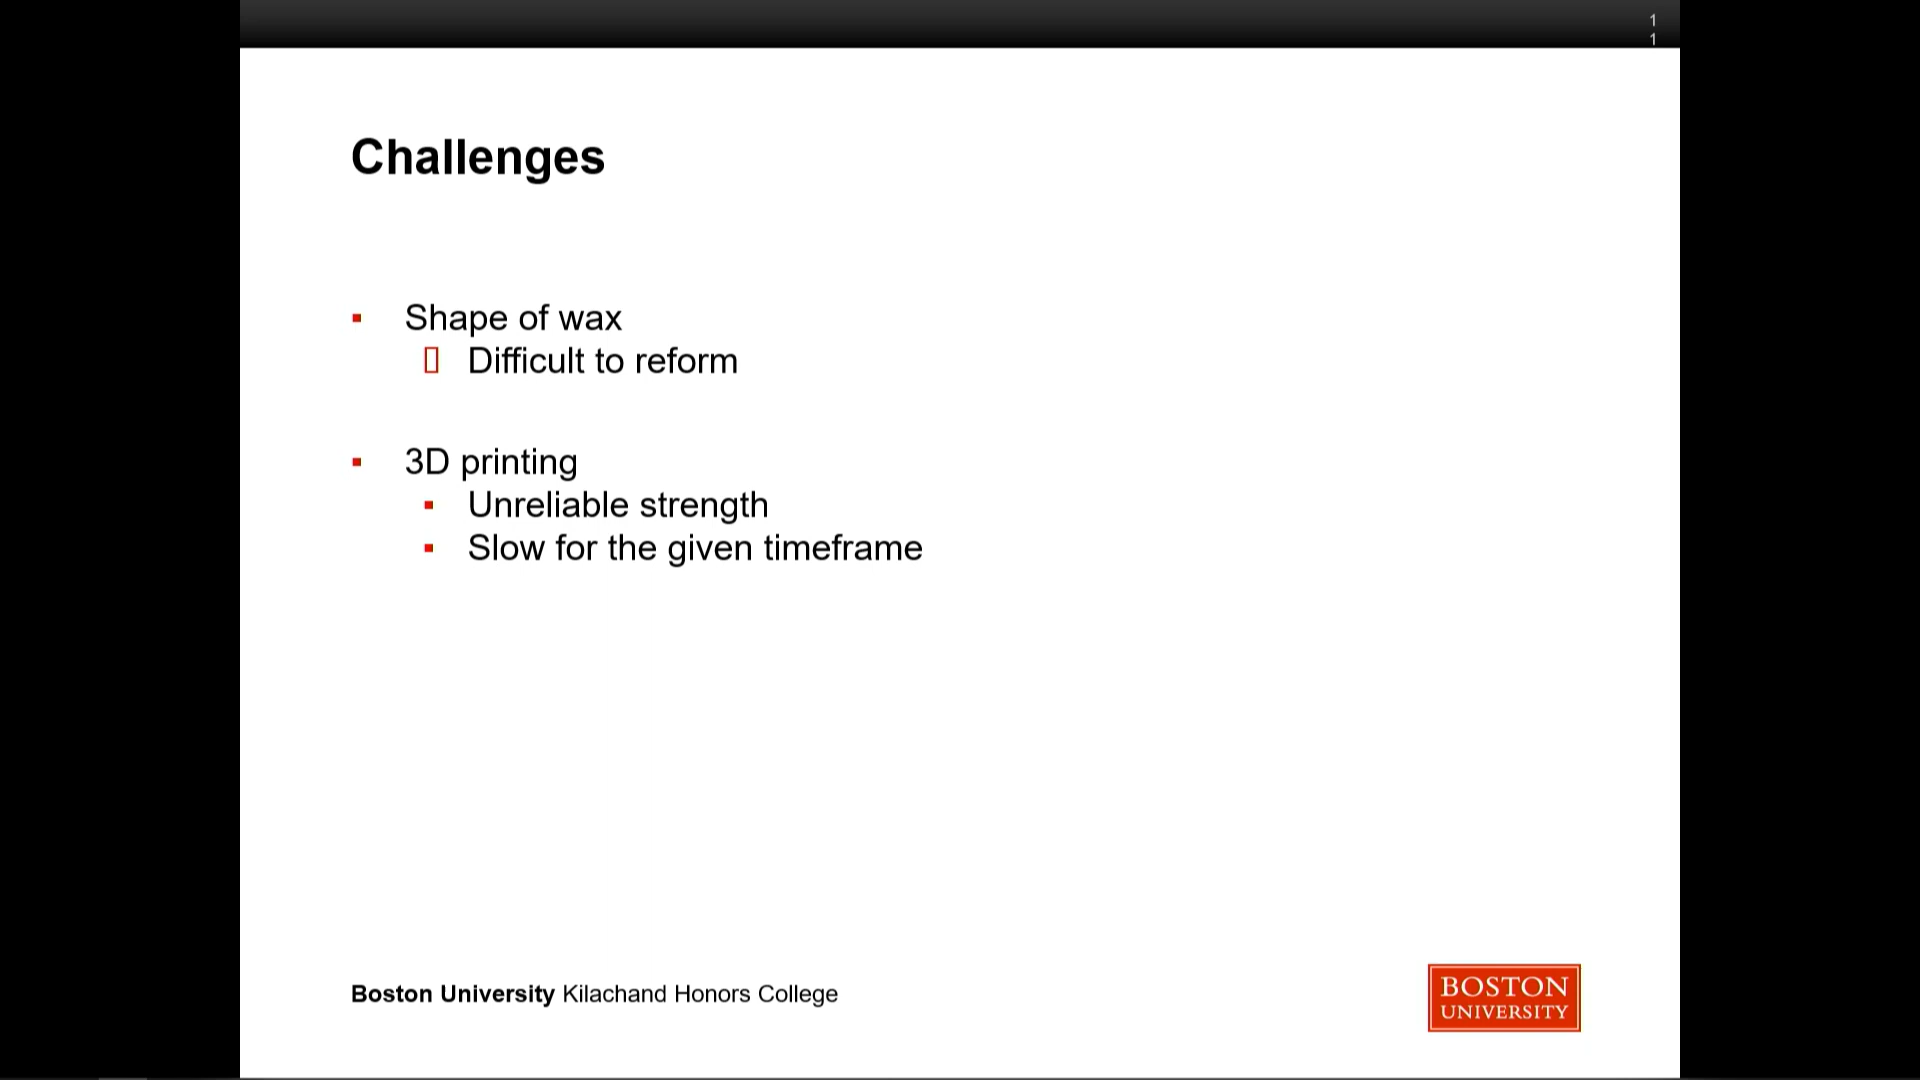 1
1
Challenges
Shape of wax
Difficult to reform
3D printing
Unreliable strength
Slow for the given timeframe
Boston University Kilachand Honors College
BOSTON
UNIVERSITY